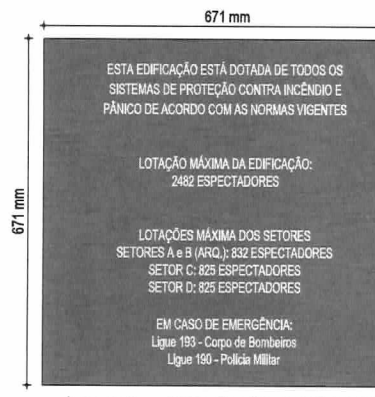 671 mm
671 mm
ESTA EDIFICAÇÃO ESTÁ DOTADA DE TODOS OS
SISTEMAS DE PROTEÇÃO CONTRA INCÊNDIO E
PÂNICO DE ACORDO COM AS NORMAS VIGENTES
LOTAÇÃO MÁXIMA DA EDIFICAÇÃO:
2482 ESPECTADORES
LOTAÇÕES MÁXIMA DOS SETORES
SETORES A e B (ARQ.): 832 ESPECTADORES
SETOR C: 825 ESPECTADORES
SETOR D: 825 ESPECTADORES
EM CASO DE EMERGÊNCIA:
Ligue 193 - Corpo de Bombeiros
Ligue 190 - Polícia Militar